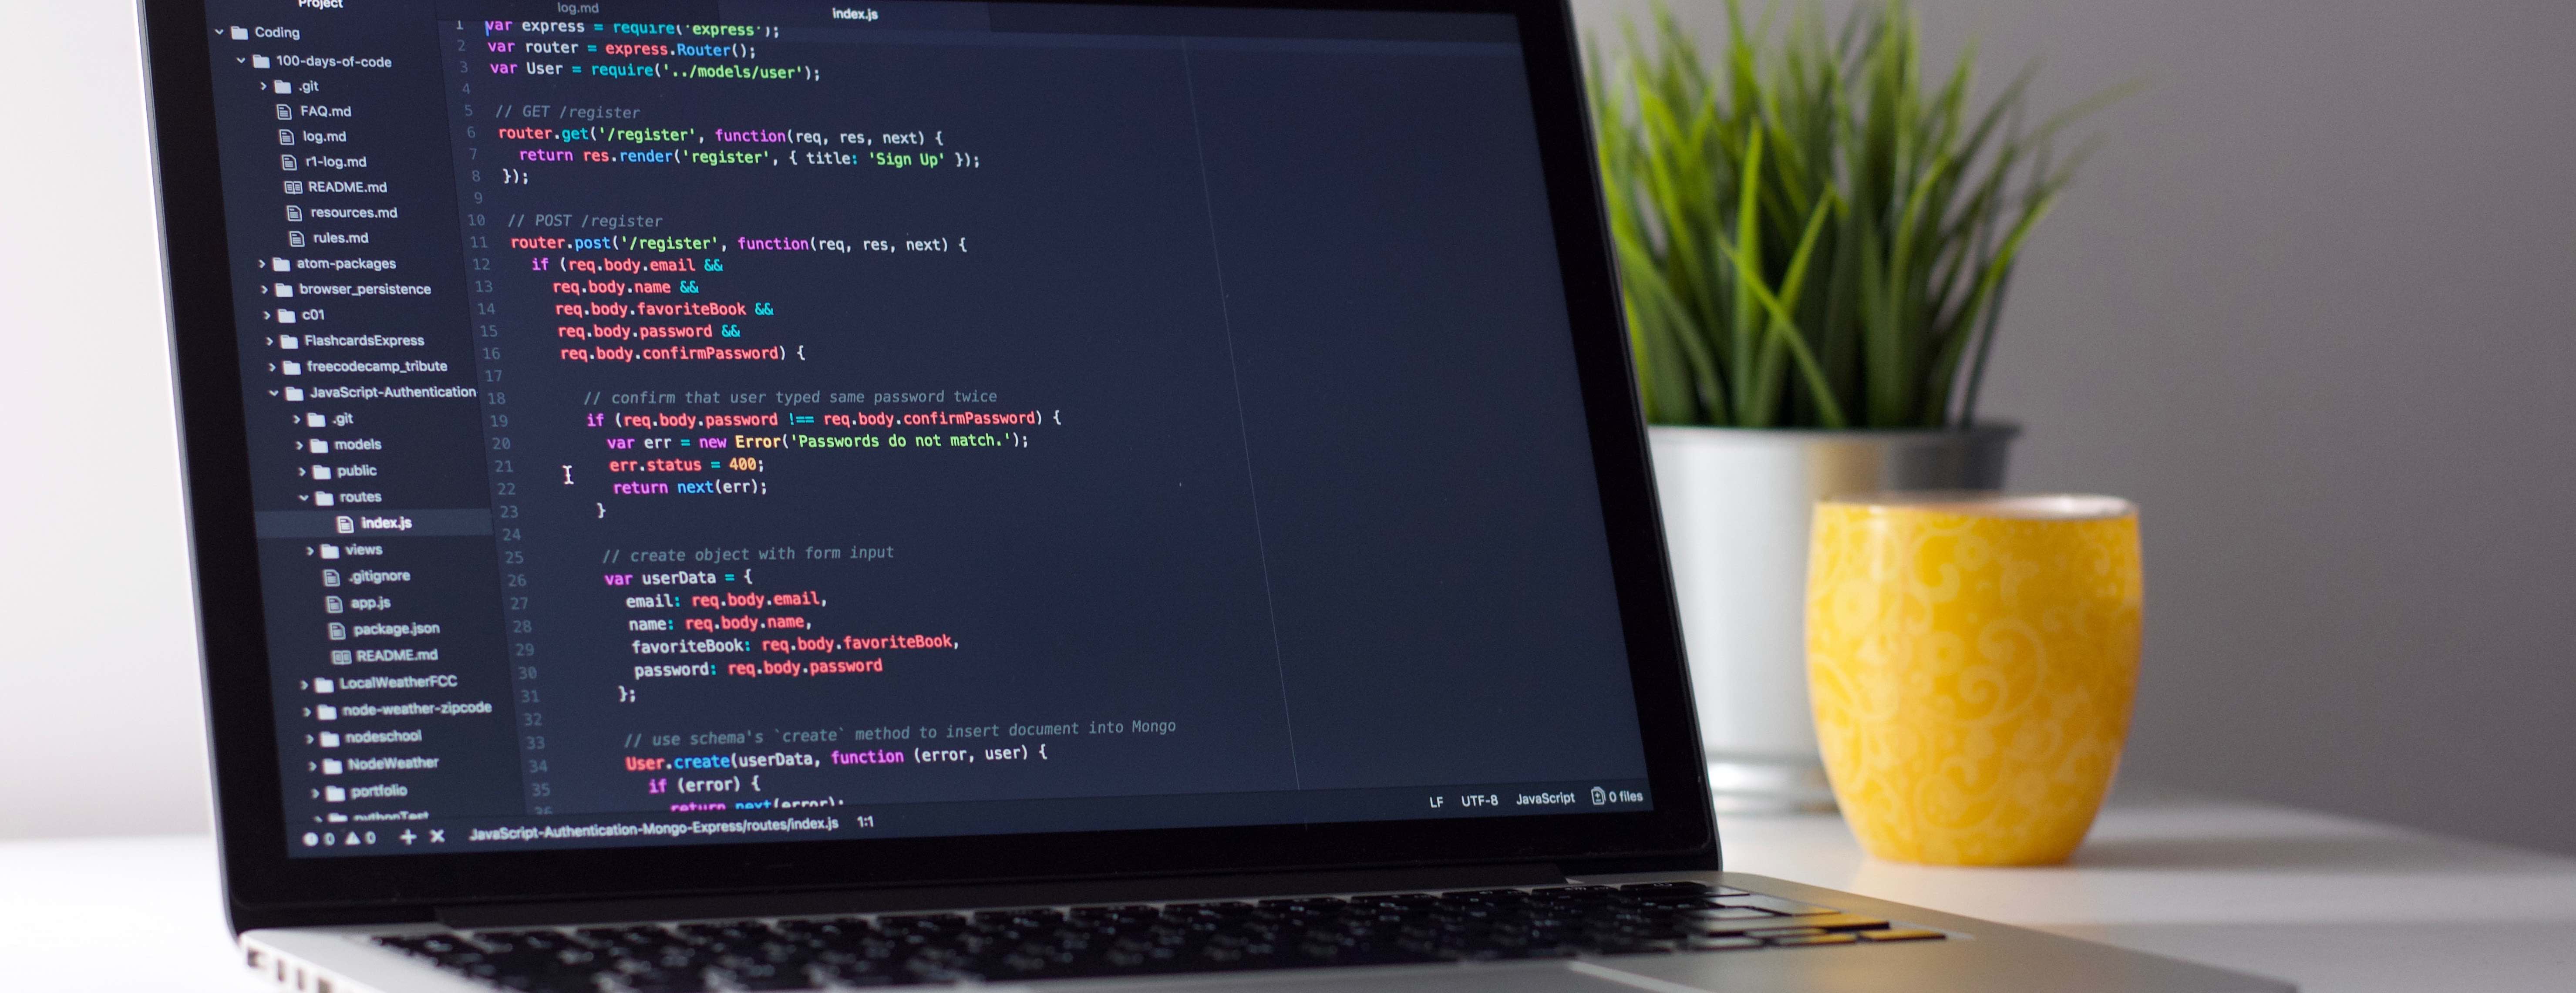 Project
Coding
100-days-of-code
.git
FAQ.md
log.md
r1-log.md
README.md
resources.md
rules.md
atom-packages
browser_persistence
c01
FlashcardsExpress
freecodecamp_tribute
JavaScript-Authentication
.git
models
public
routes
index.js
views
.gitignore
app.js
package.json
README.md
LocalWeatherFCC
node-weather-zipcode
nodeschool
NodeWeather
portfolio
pythonTest
log.md
index.js
1 var express = require('express');
2 var router = express.Router();
3 var User = require('../models/user');
4
5 // GET /register
6 router.get('/register', function(req, res, next) {
7 return res.render('register', { title: 'Sign Up' });
8 });
9
10 // POST /register
11 router.post('/register', function(req, res, next) {
12 if (req.body.email &&
13 req.body.name &&
14 req.body.favoriteBook &&
15 req.body.password &&
16 req.body.confirmPassword) {
17
18 // confirm that user typed same password twice
19 if (req.body.password !== req.body.confirmPassword) {
20 var err = new Error('Passwords do not match.');
21 err.status = 400;
22 return next(err);
23 }
24
25 // create object with form input
26 var userData = {
27 email: req.body.email,
28 name: req.body.name,
29 favoriteBook: req.body.favoriteBook,
30 password: req.body.password
31 };
32
33 // use schema's `create` method to insert document into Mongo
34 User.create(userData, function (error, user) {
35 if (error) {
36 return next(error);
0 0 + × JavaScript-Authentication-Mongo-Express/routes/index.js 1:1 LF UTF-8 JavaScript 0 files